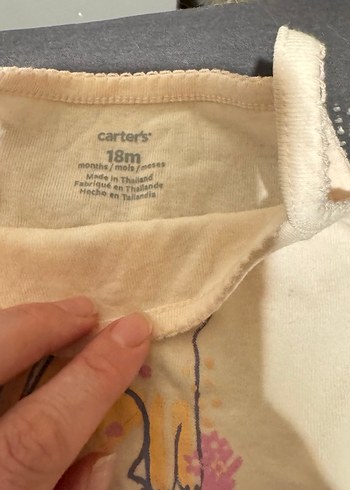 carter's
18m
months / mois / meses
Made in Thailand
Fabriqué en Thaïlande
Hecho en Tailandia